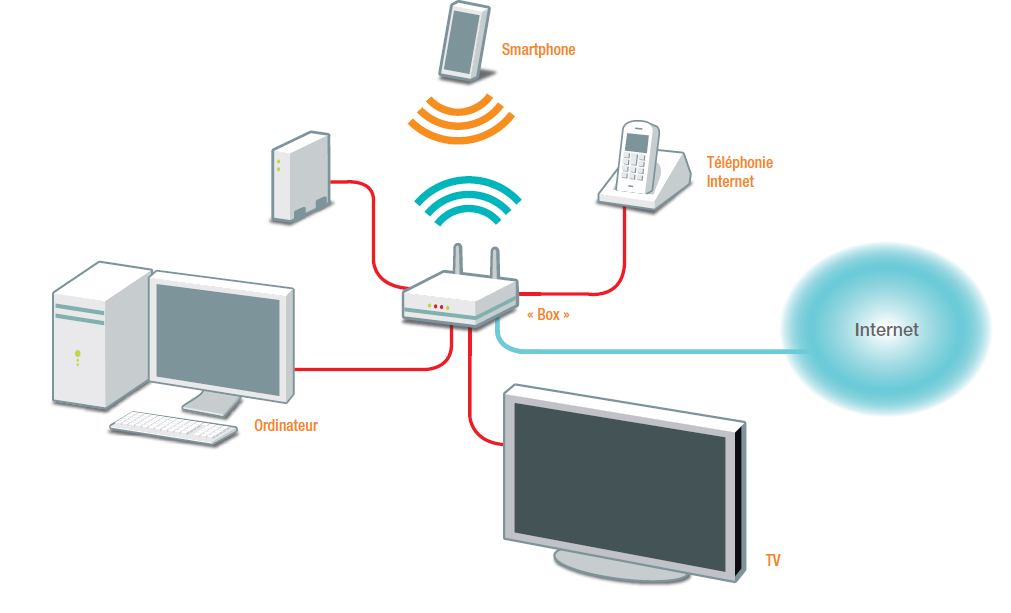 Smartphone
Téléphonie
Internet
« Box »
Internet
Ordinateur
TV